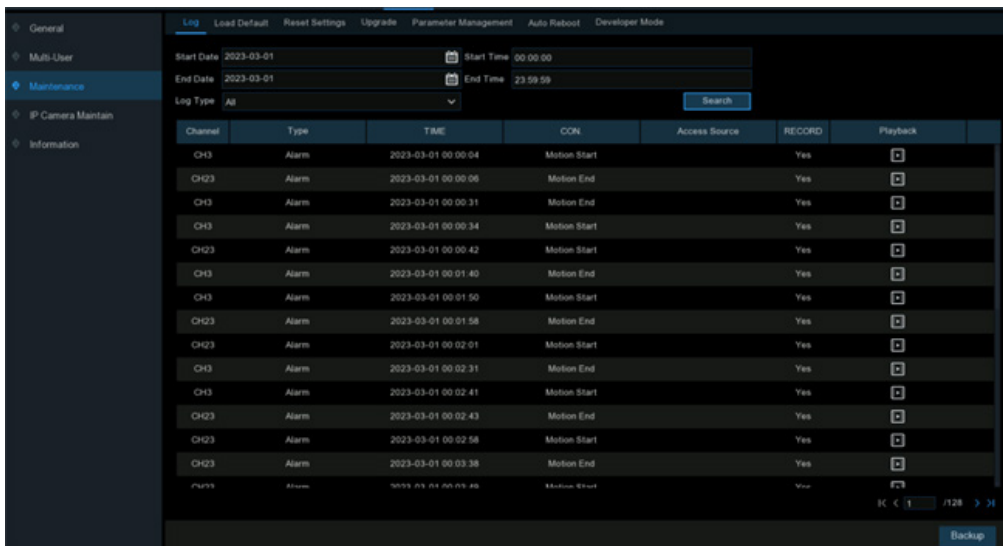 General
Multi-User
Maintenance
IP Camera Maintain
Information
Log Load Default Reset Settings Upgrade Parameter Management Auto Reboot Developer Mode
Start Date 2023-03-01 Start Time 00:00:00
End Date 2023-03-01 End Time 23:59:59
Log Type All Search
Channel Type TIME CON. Access Source RECORD Playback
CH3 Alarm 2023-03-01 00:00:04 Motion Start Yes
CH23 Alarm 2023-03-01 00:00:06 Motion End Yes
CH3 Alarm 2023-03-01 00:00:31 Motion End Yes
CH3 Alarm 2023-03-01 00:00:34 Motion Start Yes
CH23 Alarm 2023-03-01 00:00:42 Motion Start Yes
CH3 Alarm 2023-03-01 00:01:40 Motion End Yes
CH3 Alarm 2023-03-01 00:01:50 Motion Start Yes
CH23 Alarm 2023-03-01 00:01:58 Motion End Yes
CH23 Alarm 2023-03-01 00:02:01 Motion Start Yes
CH3 Alarm 2023-03-01 00:02:31 Motion End Yes
CH3 Alarm 2023-03-01 00:02:41 Motion Start Yes
CH23 Alarm 2023-03-01 00:02:43 Motion End Yes
CH23 Alarm 2023-03-01 00:02:58 Motion Start Yes
CH23 Alarm 2023-03-01 00:03:38 Motion End Yes
CH23 Alarm 2023-03-01 00:03:49 Motion Start Yes
1 /128
Backup